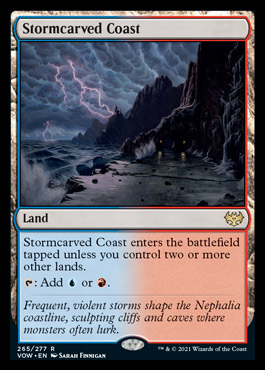 Stormcarved Coast
Land
Stormcarved Coast enters the battlefield
tapped unless you control two or more
other lands.
: Add or .
Frequent, violent storms shape the Nephalia
coastline, sculpting cliffs and caves where
monsters often lurk.
265/277 R
VOW • EN Sarah Finnigan
™ & © 2021 Wizards of the Coast